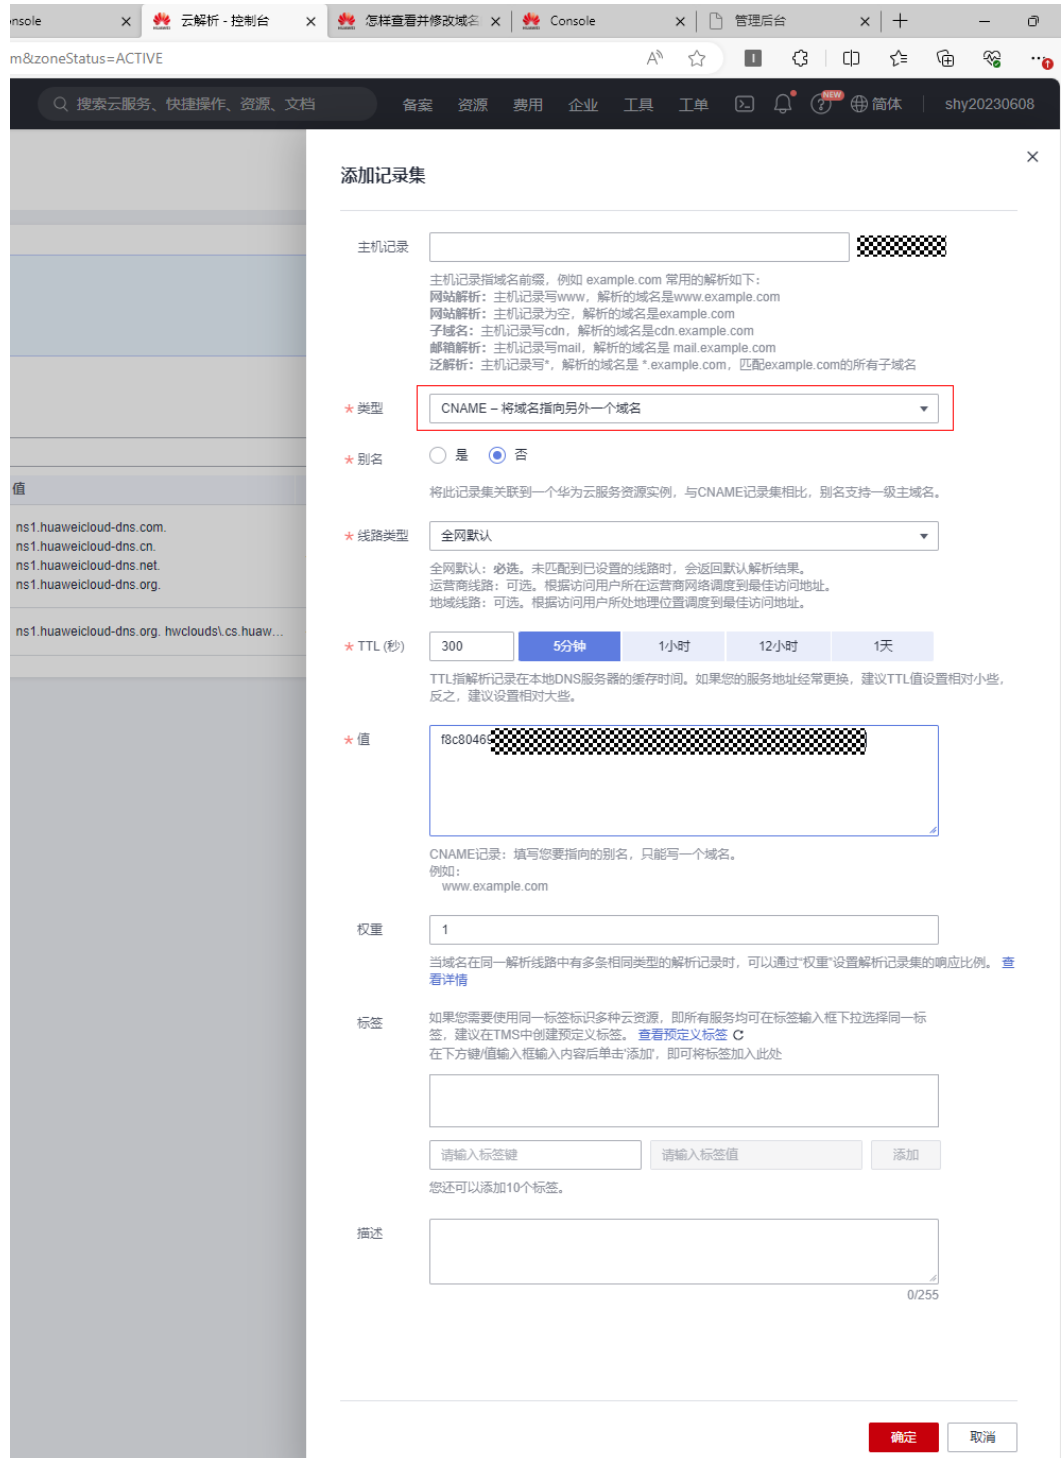 nsole
云解析 - 控制台
怎样查看并修改域名
Console
管理后台
m&zoneStatus=ACTIVE
搜索云服务、快捷操作、资源、文档
备案
资源
费用
企业
工具
工单
NEW
简体
shy20230608
添加记录集
主机记录
主机记录指域名前缀，例如 example.com 常用的解析如下：
网站解析：主机记录写www，解析的域名是www.example.com
网站解析：主机记录为空，解析的域名是example.com
子域名：主机记录写cdn，解析的域名是cdn.example.com
邮箱解析：主机记录写mail，解析的域名是 mail.example.com
泛解析：主机记录写*，解析的域名是 *.example.com，匹配example.com的所有子域名
★ 类型
CNAME – 将域名指向另外一个域名
★ 别名
是
否
将此记录集关联到一个华为云服务资源实例，与CNAME记录集相比，别名支持一级主域名。
值
ns1.huaweicloud-dns.com.
ns1.huaweicloud-dns.cn.
ns1.huaweicloud-dns.net.
ns1.huaweicloud-dns.org.
ns1.huaweicloud-dns.org. hwclouds\.cs.huaw...
★ 线路类型
全网默认
全网默认：必选。未匹配到已设置的线路时，会返回默认解析结果。
运营商线路：可选。根据访问用户所在运营商网络调度到最佳访问地址。
地域线路：可选。根据访问用户所处地理位置调度到最佳访问地址。
★ TTL (秒)
300
5分钟
1小时
12小时
1天
TTL指解析记录在本地DNS服务器的缓存时间。如果您的服务地址经常更换，建议TTL值设置相对小些，
反之，建议设置相对大些。
★ 值
f8c80469
CNAME记录：填写您要指向的别名，只能写一个域名。
例如：
www.example.com
权重
1
当域名在同一解析线路中有多条相同类型的解析记录时，可以通过“权重”设置解析记录集的响应比例。 查
看详情
标签
如果您需要使用同一标签标识多种云资源，即所有服务均可在标签输入框下拉选择同一标
签，建议在TMS中创建预定义标签。 查看预定义标签
在下方键/值输入框输入内容后单击'添加'，即可将标签加入此处
请输入标签键
请输入标签值
添加
您还可以添加10个标签。
描述
0/255
确定
取消